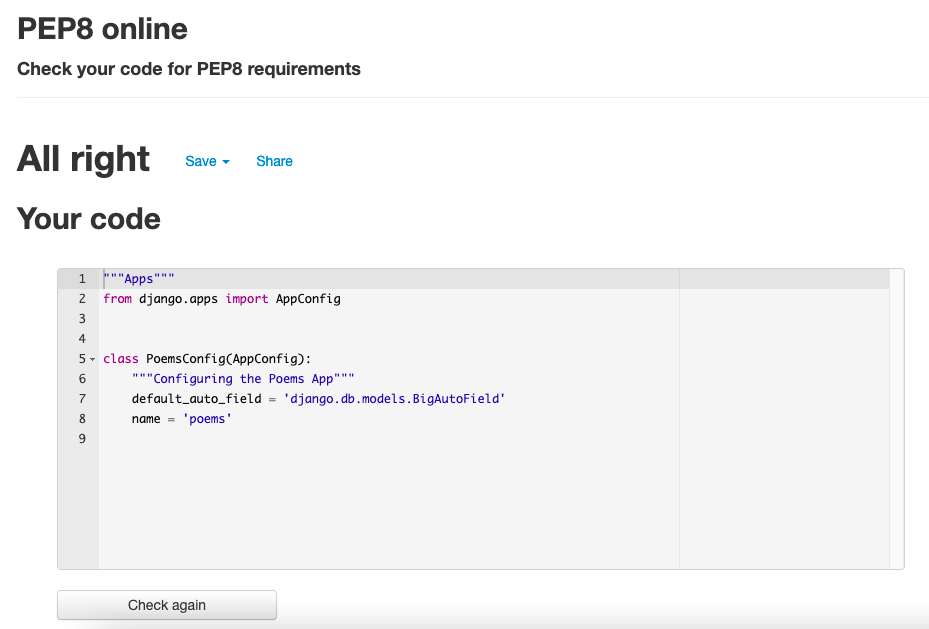 PEP8 online
Check your code for PEP8 requirements
All right Save Share
Your code
1 """Apps"""
2 from django.apps import AppConfig
3
4
5 class PoemsConfig(AppConfig):
6     """Configuring the Poems App"""
7     default_auto_field = 'django.db.models.BigAutoField'
8     name = 'poems'
9
Check again